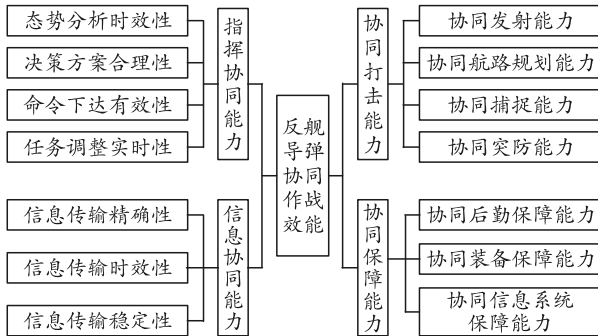 态势分析时效性
决策方案合理性
命令下达有效性
任务调整实时性
指挥协同能力
信息传输精确性
信息传输时效性
信息传输稳定性
信息协同能力
反舰
导弹
协同
作战
效能
协同打击能力
协同发射能力
协同航路规划能力
协同捕捉能力
协同突防能力
协同保障能力
协同后勤保障能力
协同装备保障能力
协同信息系统
保障能力